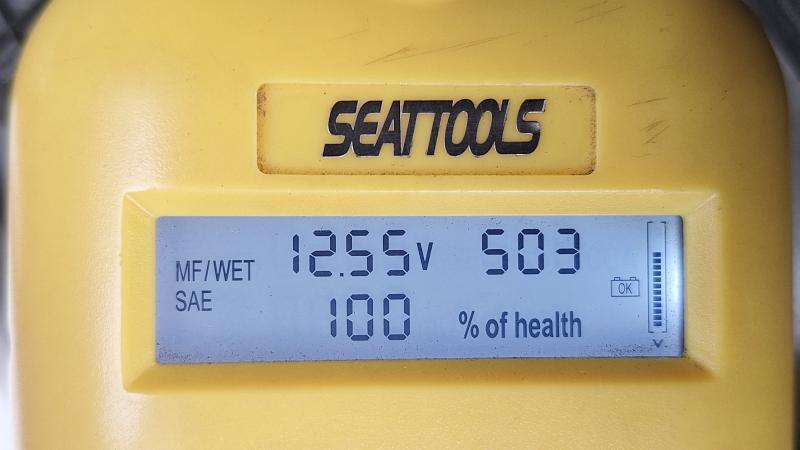 SEATTOOLS
MF/WET 12.55V 503
OK
SAE 100 % of health